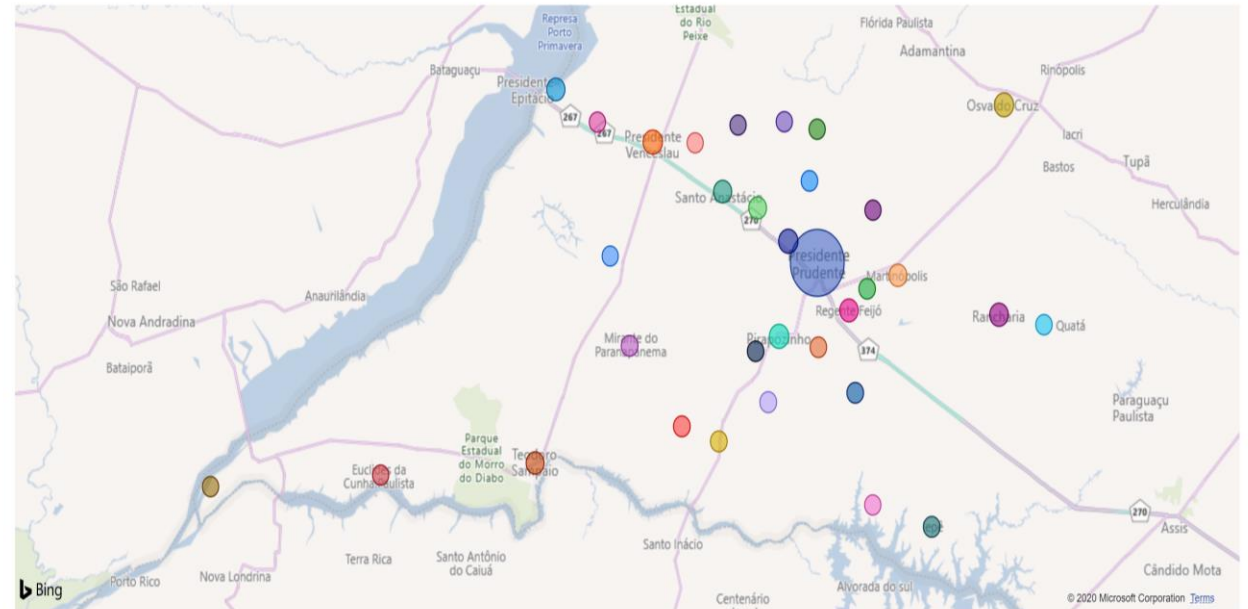 Estadual
do Rio
Peixe
Represa
Porto
Primavera
Flórida Paulista
Adamantina
Bataguaçu
Rinópolis
Presidente
Epitácio
Osvaldo Cruz
267
267
Presidente
Venceslau
Iacri
Bastos
Tupã
Santo Anastácio
Herculândia
270
Presidente
Prudente
Martinópolis
São Rafael
Anaurilândia
Nova Andradina
Regente Feijó
Rancharia
Quatá
Mirante do
Paranapanema
Pirapozinho
374
Bataiporã
Paraguaçu
Paulista
Parque
Estadual
do Morro
do Diabo
Teodoro
Sampaio
Euclides da
Cunha Paulista
270
Assis
Santo Inácio
Terra Rica
Santo Antônio
do Caiuá
Cândido Mota
Porto Rico
Nova Londrina
Alvorada do sul
Bing
Centenário
© 2020 Microsoft Corporation Terms